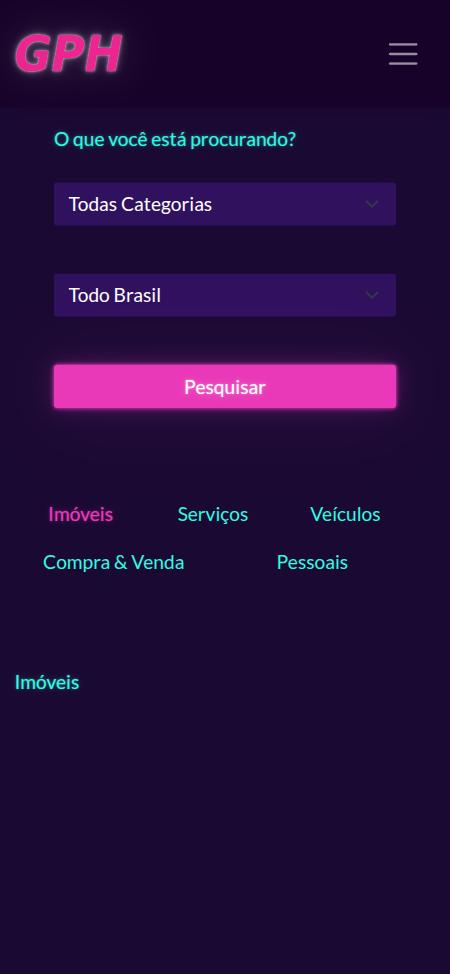 GPH
O que você está procurando?
Todas Categorias
Todo Brasil
Pesquisar
Imóveis Serviços Veículos
Compra & Venda Pessoais
Imóveis